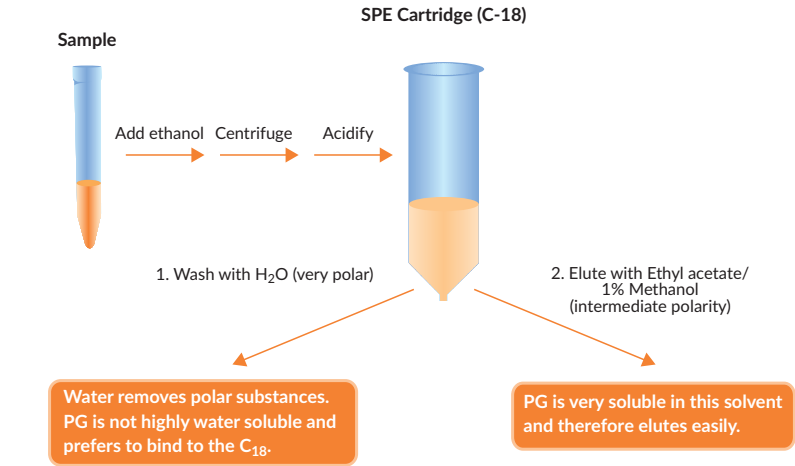 SPE Cartridge (C-18)
Sample
Add ethanol
Centrifuge
Acidify
1. Wash with H₂O (very polar)
2. Elute with Ethyl acetate/
1% Methanol
(intermediate polarity)
Water removes polar substances.
PG is not highly water soluble and
prefers to bind to the C₁₈.
PG is very soluble in this solvent
and therefore elutes easily.